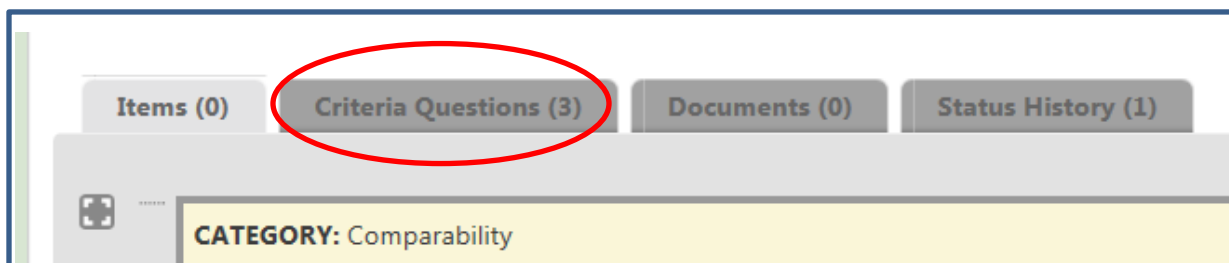 Items (0) Criteria Questions (3) Documents (0) Status History (1)
CATEGORY: Comparability